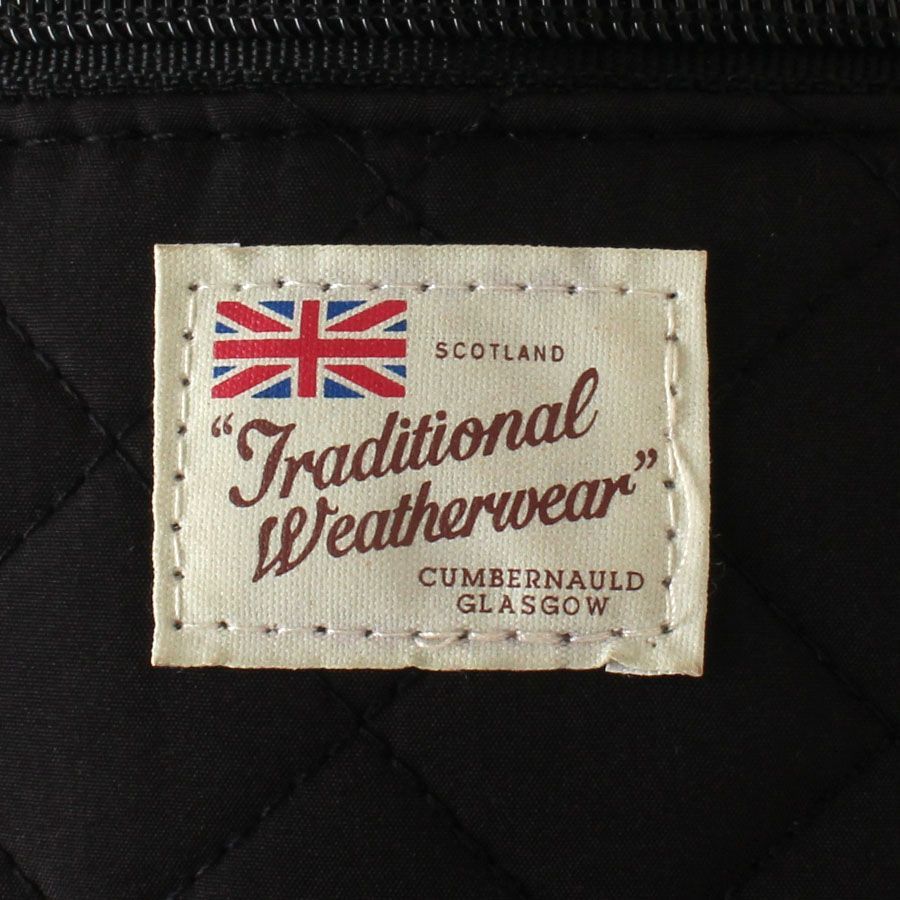 SCOTLAND
“Traditional
Weatherwear”
CUMBERNAULD
GLASGOW